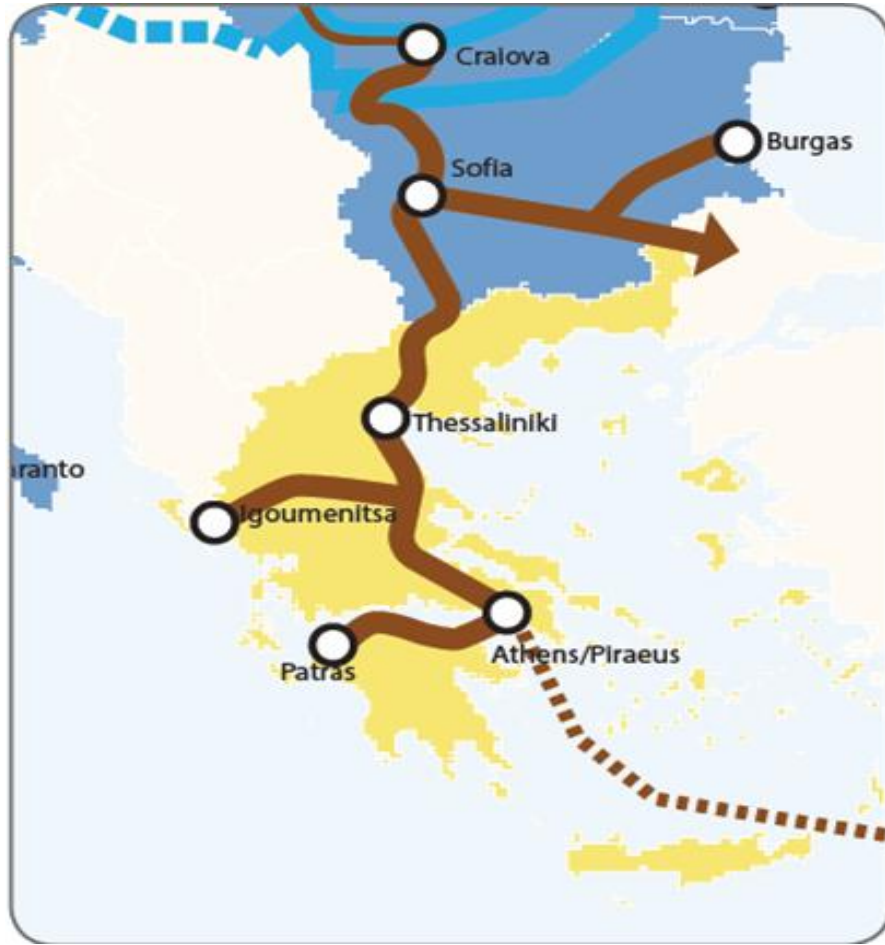 Craiova
Burgas
Sofia
Thessaliniki
aranto
Igoumenitsa
Athens/Piraeus
Patras